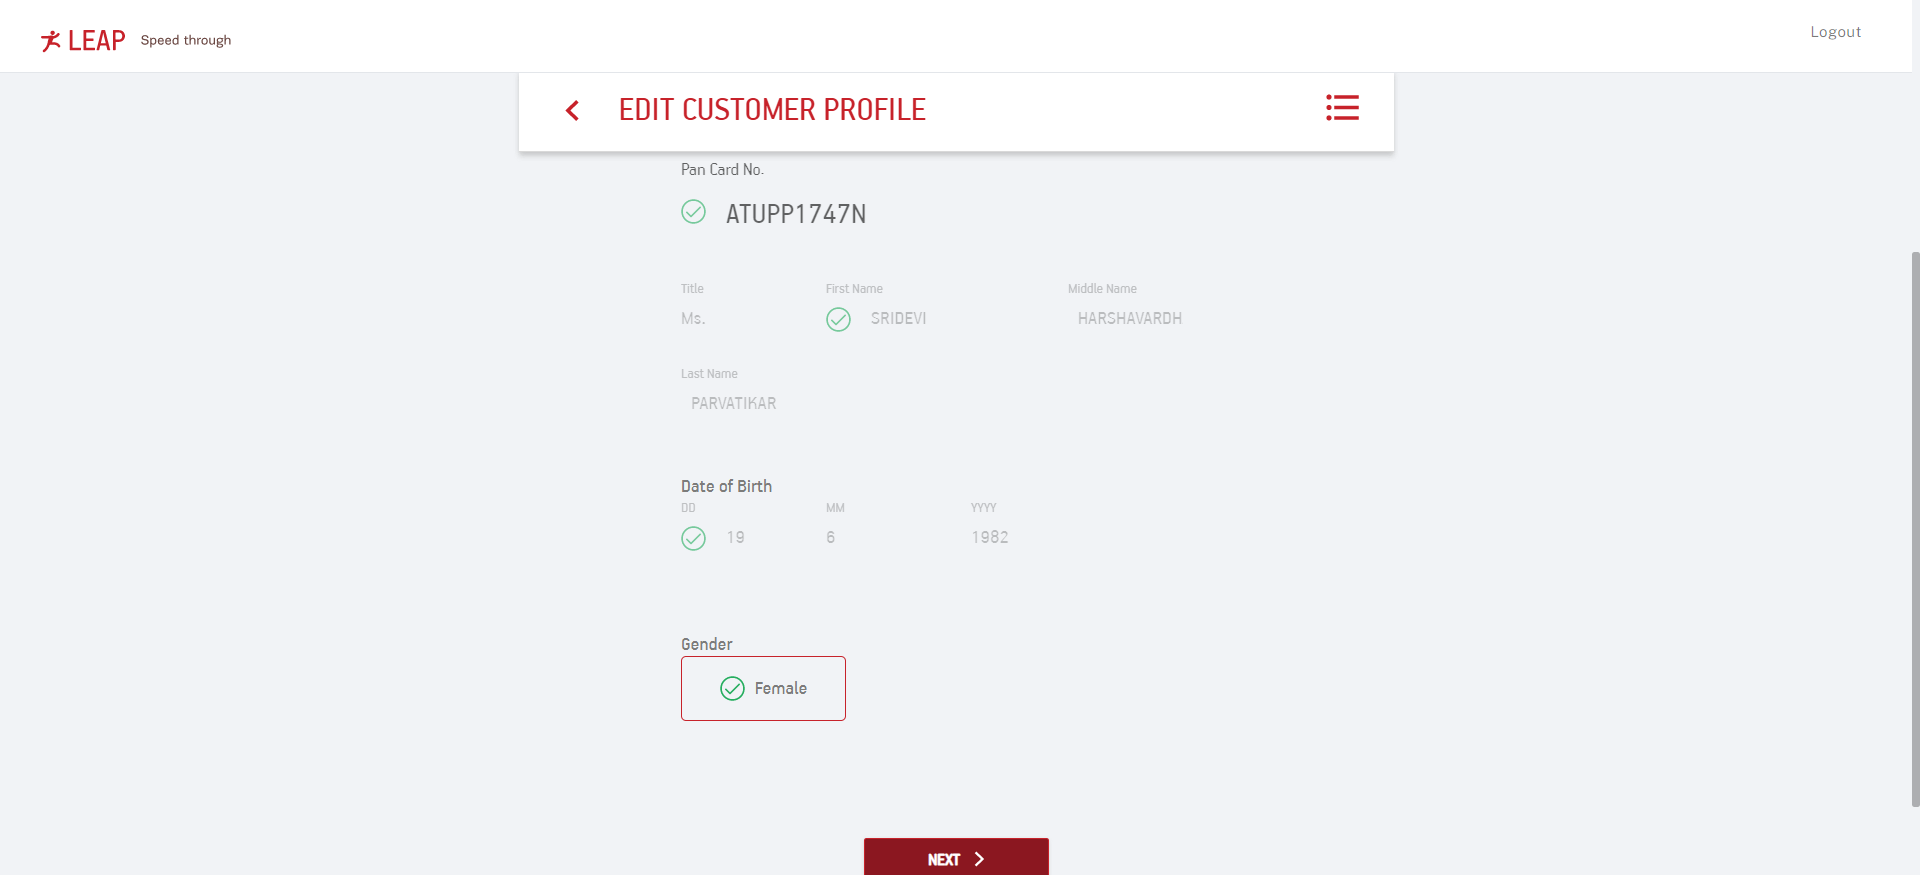 LEAP Speed through
Logout
EDIT CUSTOMER PROFILE
Pan Card No.
ATUPP1747N
Title First Name Middle Name
Ms. SRIDEVI HARSHAVARDH
Last Name
PARVATIKAR
Date of Birth
DD MM YYYY
19 6 1982
Gender
Female
NEXT